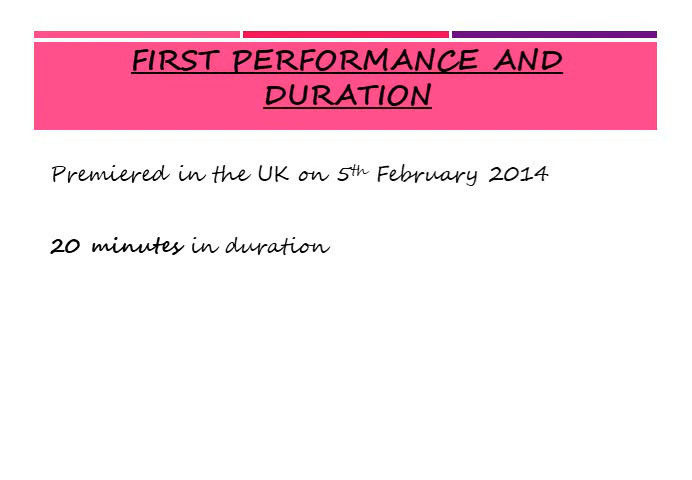 FIRST PERFORMANCE AND
DURATION
Premiered in the UK on 5th February 2014
20 minutes in duration